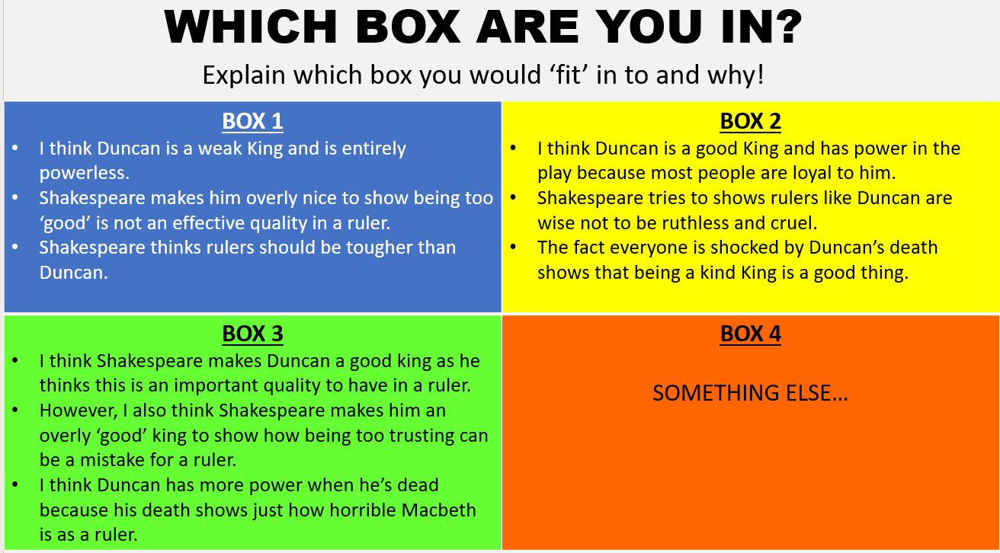 WHICH BOX ARE YOU IN?
Explain which box you would ‘fit’ in to and why!
BOX 1
• I think Duncan is a weak King and is entirely
powerless.
• Shakespeare makes him overly nice to show being too
‘good’ is not an effective quality in a ruler.
• Shakespeare thinks rulers should be tougher than
Duncan.
BOX 2
• I think Duncan is a good King and has power in the
play because most people are loyal to him.
• Shakespeare tries to shows rulers like Duncan are
wise not to be ruthless and cruel.
• The fact everyone is shocked by Duncan’s death
shows that being a kind King is a good thing.
BOX 3
• I think Shakespeare makes Duncan a good king as he
thinks this is an important quality to have in a ruler.
• However, I also think Shakespeare makes him an
overly ‘good’ king to show how being too trusting can
be a mistake for a ruler.
• I think Duncan has more power when he’s dead
because his death shows just how horrible Macbeth
is as a ruler.
BOX 4
SOMETHING ELSE…